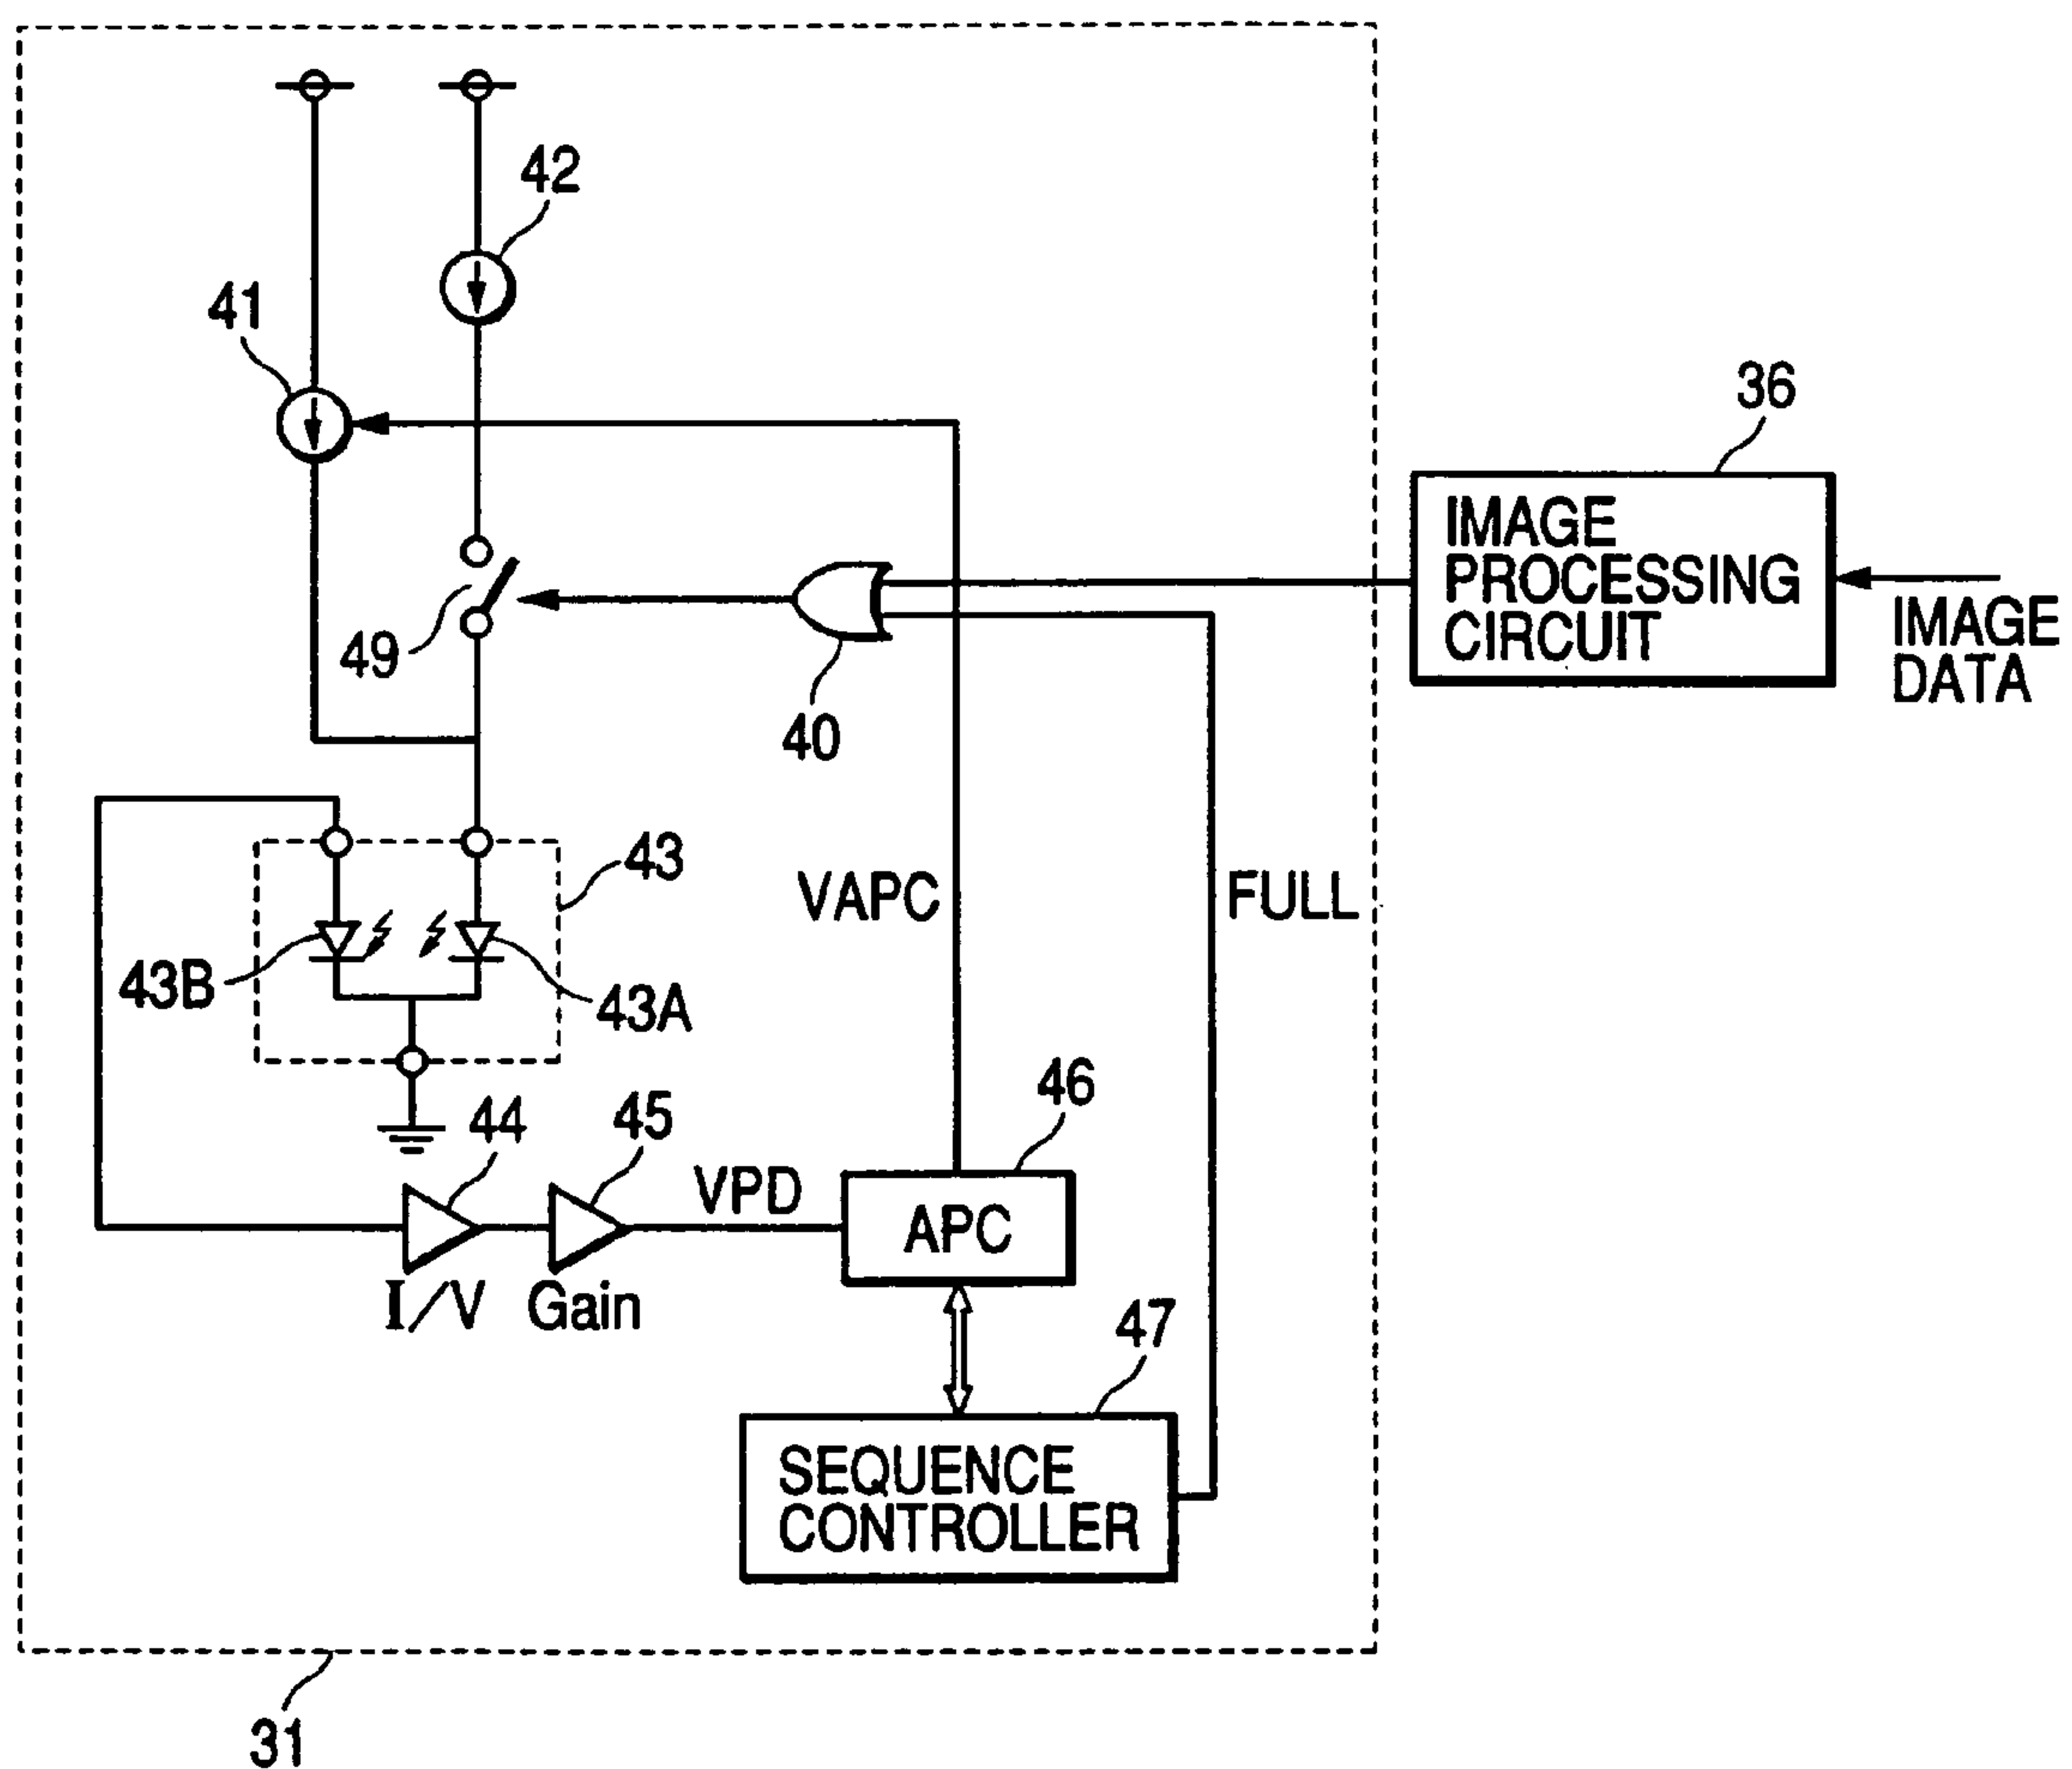 42
41
36
IMAGE
PROCESSING
CIRCUIT
IMAGE
DATA
49
40
43
VAPC
FULL
43B
43A
46
44
45
VPD
APC
I/V
Gain
47
SEQUENCE
CONTROLLER
31